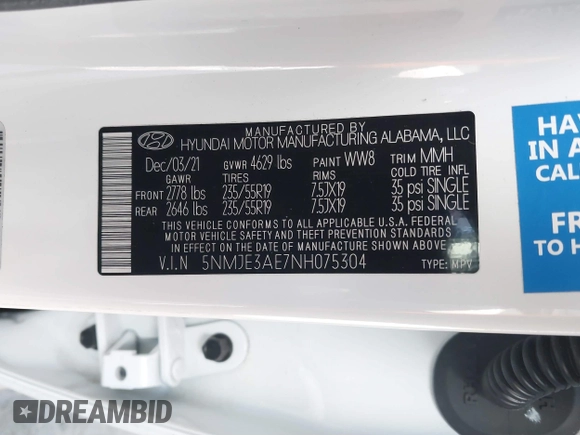 MANUFACTURED BY
HYUNDAI MOTOR MANUFACTURING ALABAMA, LLC
Dec/03/21 GVWR 4629 lbs PAINT WW8 TRIM MMH
GAWR TIRES RIMS COLD TIRE INFL
FRONT 2778 lbs 235/55R19 7.5JX19 35 psi SINGLE
REAR 2646 lbs 235/55R19 7.5JX19 35 psi SINGLE
THIS VEHICLE CONFORMS TO ALL APPLICABLE U.S.A. FEDERAL
MOTOR VEHICLE SAFETY, BUMPER, AND THEFT PREVENTION STANDARDS
IN EFFECT ON THE DATE OF MANUFACTURE SHOWN ABOVE.
V.I.N 5NMJE3AE7NH075304 TYPE: MPV
HAV
IN A
CALL
FR
TO H
DREAMBID